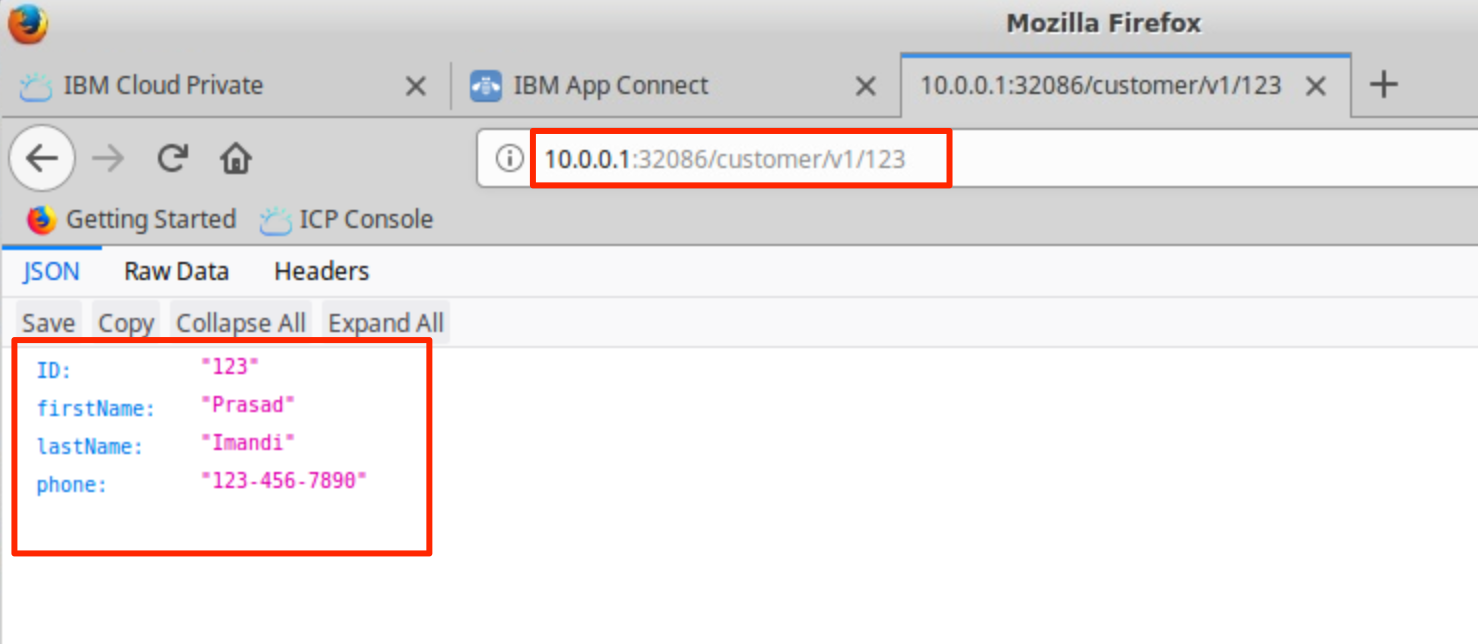 Mozilla Firefox
IBM Cloud Private
IBM App Connect
10.0.0.1:32086/customer/v1/123
10.0.0.1:32086/customer/v1/123
Getting Started ICP Console
JSON Raw Data Headers
Save Copy Collapse All Expand All
ID: "123"
firstName: "Prasad"
lastName: "Imandi"
phone: "123-456-7890"